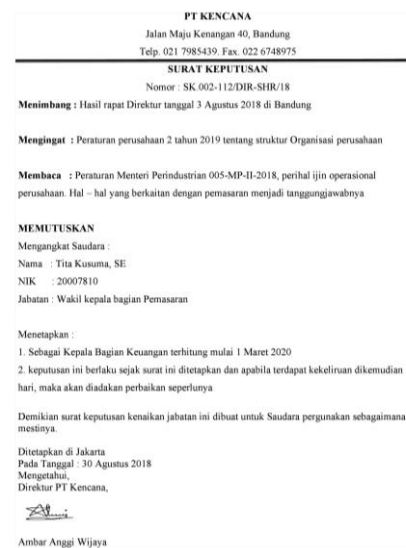 PT KENCANA
Jalan Maju Kenangan 40, Bandung
Telp. 021 7985439. Fax. 022 6748975
SURAT KEPUTUSAN
Nomor : SK.002-112/DIR-SHR/18
Menimbang : Hasil rapat Direktur tanggal 3 Agustus 2018 di Bandung
Mengingat : Peraturan perusahaan 2 tahun 2019 tentang struktur Organisasi perusahaan
Membaca : Peraturan Menteri Perindustrian 005-MP-II-2018, perihal ijin operasional
perusahaan. Hal – hal yang berkaitan dengan pemasaran menjadi tanggungjawabnya
MEMUTUSKAN
Mengangkat Saudara :
Nama : Tita Kusuma, SE
NIK : 20007810
Jabatan : Wakil kepala bagian Pemasaran
Menetapkan :
1. Sebagai Kepala Bagian Keuangan terhitung mulai 1 Maret 2020
2. keputusan ini berlaku sejak surat ini ditetapkan dan apabila terdapat kekeliruan dikemudian
hari, maka akan diadakan perbaikan seperlunya
Demikian surat keputusan kenaikan jabatan ini dibuat untuk Saudara pergunakan sebagaimana
mestinya.
Ditetapkan di Jakarta
Pada Tanggal : 30 Agustus 2018
Mengetahui,
Direktur PT Kencana,
Ambar Anggi Wijaya